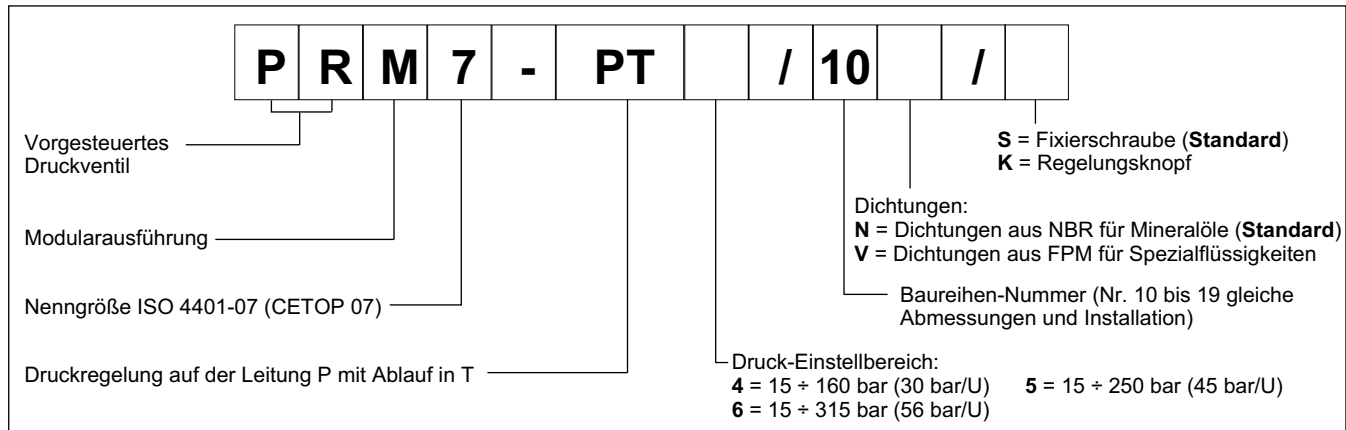 P R M 7 - PT / 10 /
Vorgesteuertes
Druckventil
S = Fixierschraube (Standard)
K = Regelungsknopf
Dichtungen:
N = Dichtungen aus NBR für Mineralöle (Standard)
V = Dichtungen aus FPM für Spezialflüssigkeiten
Modularausführung
Baureihen-Nummer (Nr. 10 bis 19 gleiche
Abmessungen und Installation)
Nenngröße ISO 4401-07 (CETOP 07)
Druckregelung auf der Leitung P mit Ablauf in T
Druck-Einstellbereich:
4 = 15 ÷ 160 bar (30 bar/U) 5 = 15 ÷ 250 bar (45 bar/U)
6 = 15 ÷ 315 bar (56 bar/U)